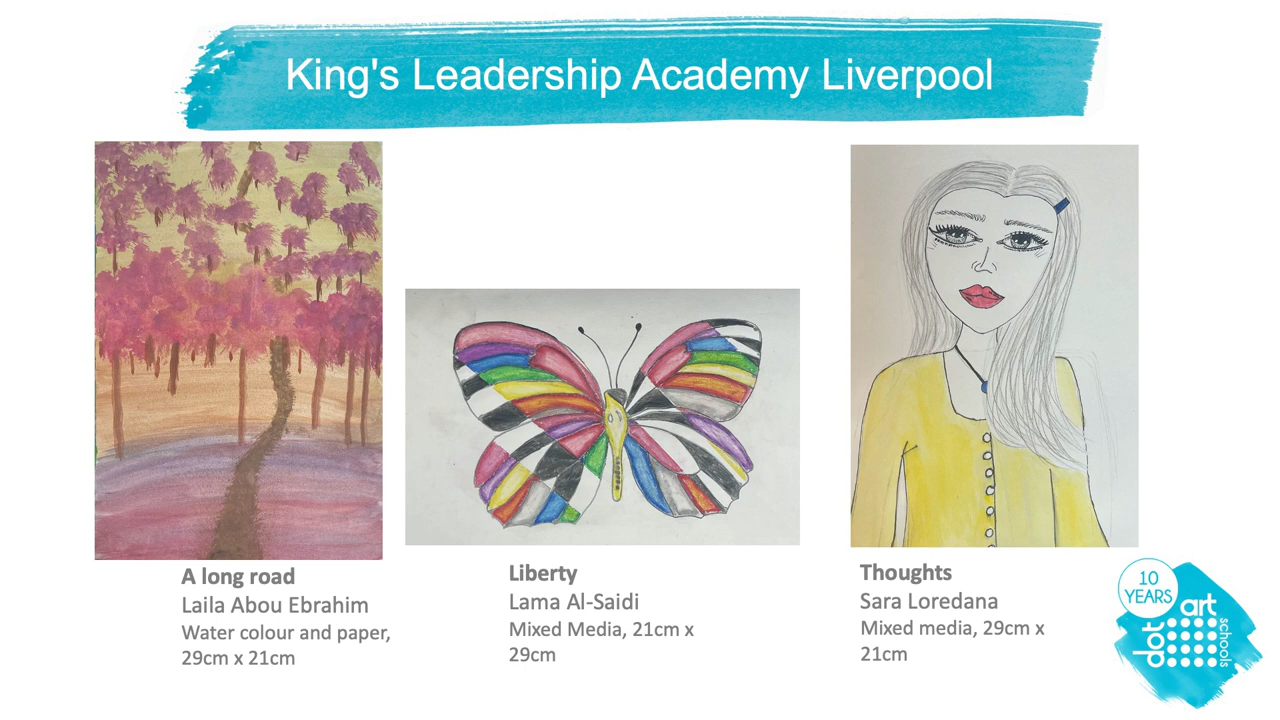 King's Leadership Academy Liverpool
A long road
Laila Abou Ebrahim
Water colour and paper,
29cm x 21cm
Liberty
Lama Al-Saidi
Mixed Media, 21cm x
29cm
Thoughts
Sara Loredana
Mixed media, 29cm x
21cm
10
YEARS
dot
art
schools